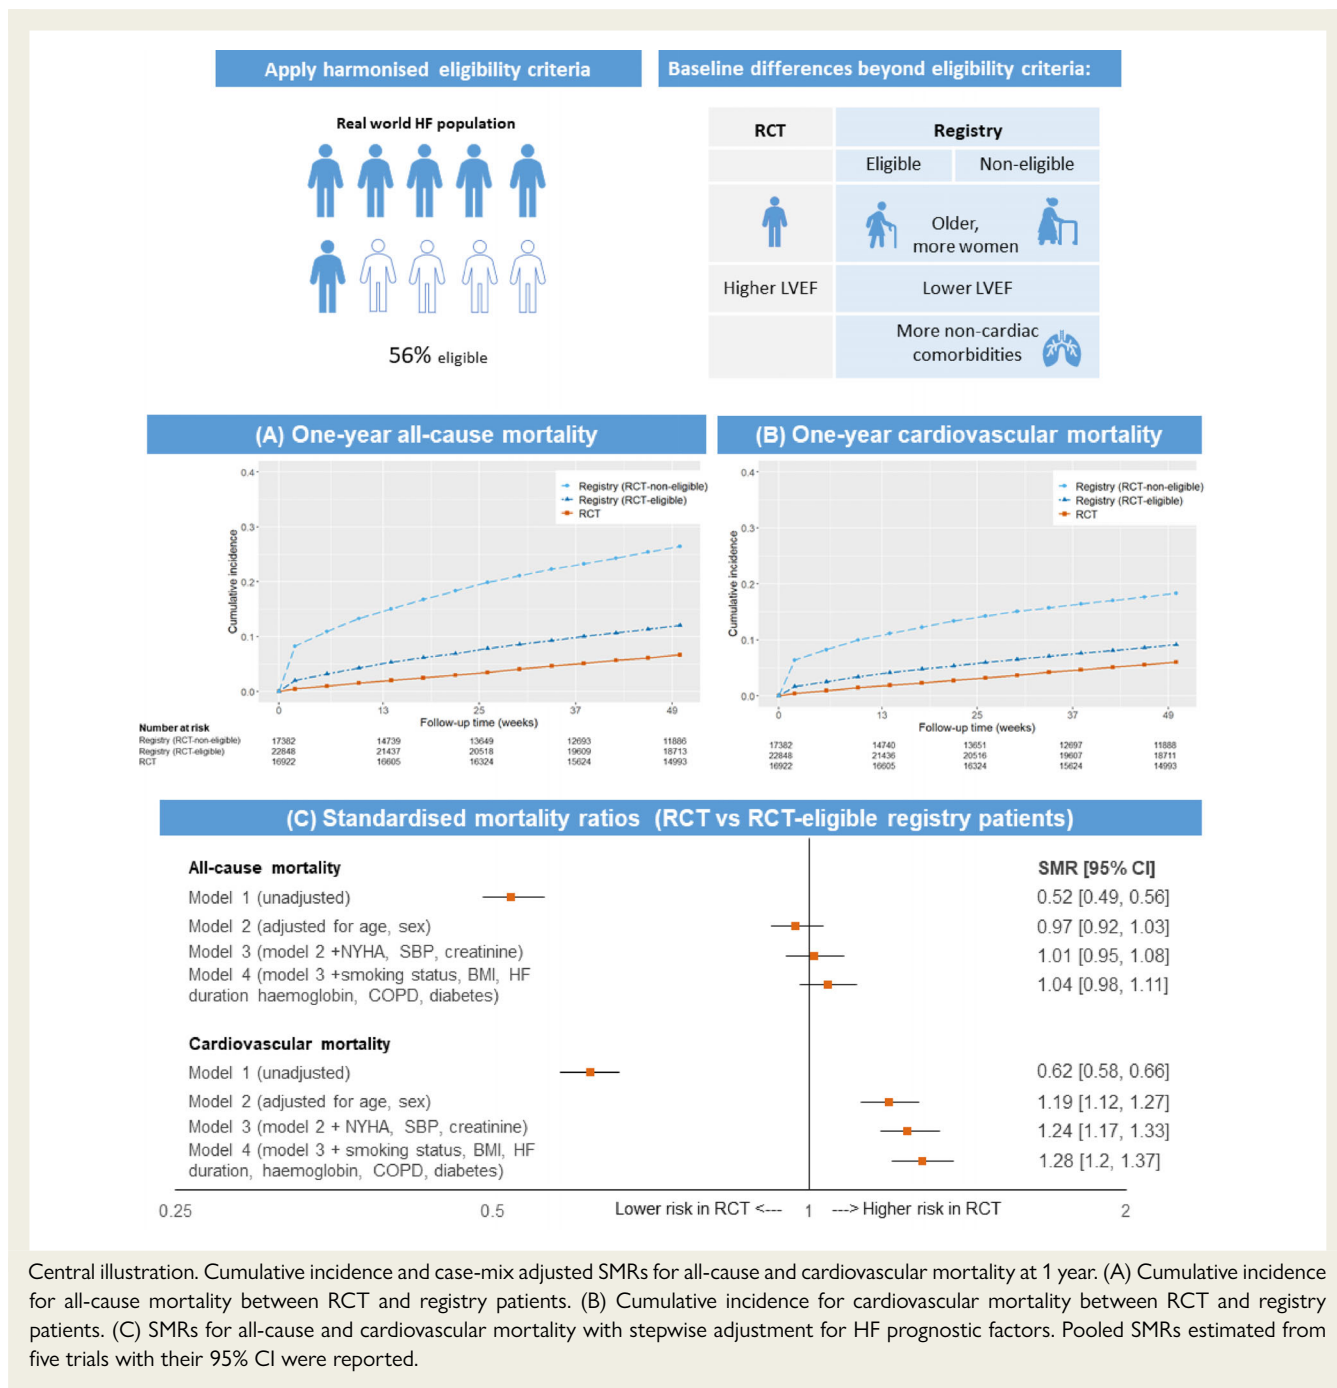 Apply harmonised eligibility criteria
Real world HF population
56% eligible
Baseline differences beyond eligibility criteria:
RCT Registry
Eligible Non-eligible
Older,
more women
Higher LVEF Lower LVEF
More non-cardiac
comorbidities
(A) One-year all-cause mortality
Cumulative incidence
0.4
0.3
0.2
0.1
0.0
Registry (RCT-non-eligible)
Registry (RCT-eligible)
RCT
0 13 25 37 49
Follow-up time (weeks)
Number at risk
Registry (RCT-non-eligible) 17382 14739 13649 12693 11886
Registry (RCT-eligible) 22848 21437 20518 19609 18713
RCT 16922 16605 16324 15624 14993
(B) One-year cardiovascular mortality
Cumulative incidence
0.4
0.3
0.2
0.1
0.0
Registry (RCT-non-eligible)
Registry (RCT-eligible)
RCT
0 13 25 37 49
Follow-up time (weeks)
17382 14740 13651 12697 11888
22848 21436 20516 19607 18711
16922 16605 16324 15624 14993
(C) Standardised mortality ratios (RCT vs RCT-eligible registry patients)
All-cause mortality SMR [95% CI]
Model 1 (unadjusted) 0.52 [0.49, 0.56]
Model 2 (adjusted for age, sex) 0.97 [0.92, 1.03]
Model 3 (model 2 +NYHA, SBP, creatinine) 1.01 [0.95, 1.08]
Model 4 (model 3 +smoking status, BMI, HF
duration haemoglobin, COPD, diabetes) 1.04 [0.98, 1.11]
Cardiovascular mortality
Model 1 (unadjusted) 0.62 [0.58, 0.66]
Model 2 (adjusted for age, sex) 1.19 [1.12, 1.27]
Model 3 (model 2 + NYHA, SBP, creatinine) 1.24 [1.17, 1.33]
Model 4 (model 3 + smoking status, BMI, HF
duration, haemoglobin, COPD, diabetes) 1.28 [1.2, 1.37]
0.25 0.5 Lower risk in RCT <--- 1 ---> Higher risk in RCT 2
Central illustration. Cumulative incidence and case-mix adjusted SMRs for all-cause and cardiovascular mortality at 1 year. (A) Cumulative incidence
for all-cause mortality between RCT and registry patients. (B) Cumulative incidence for cardiovascular mortality between RCT and registry
patients. (C) SMRs for all-cause and cardiovascular mortality with stepwise adjustment for HF prognostic factors. Pooled SMRs estimated from
five trials with their 95% CI were reported.